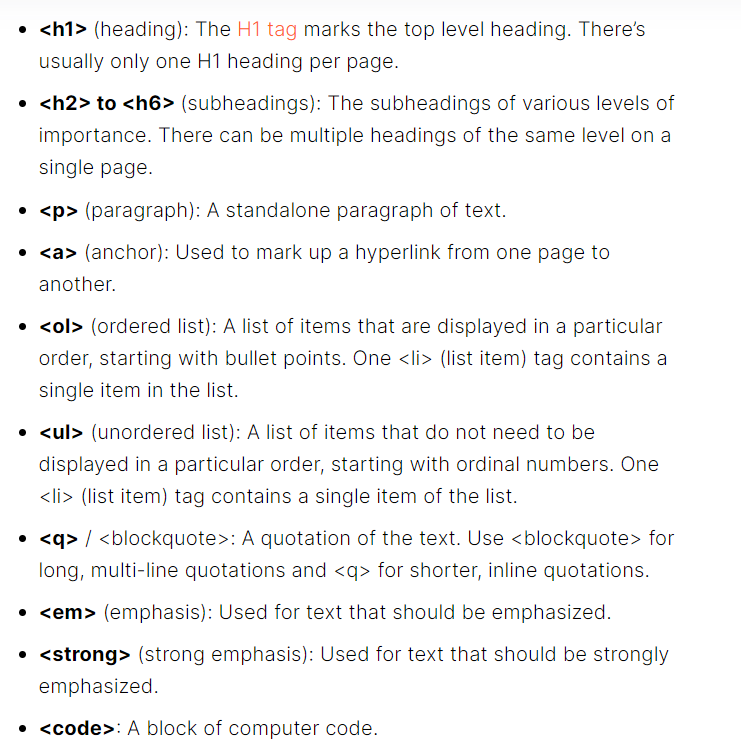 • <h1> (heading): The H1 tag marks the top level heading. There’s
usually only one H1 heading per page.
• <h2> to <h6> (subheadings): The subheadings of various levels of
importance. There can be multiple headings of the same level on a
single page.
• <p> (paragraph): A standalone paragraph of text.
• <a> (anchor): Used to mark up a hyperlink from one page to
another.
• <ol> (ordered list): A list of items that are displayed in a particular
order, starting with bullet points. One <li> (list item) tag contains a
single item in the list.
• <ul> (unordered list): A list of items that do not need to be
displayed in a particular order, starting with ordinal numbers. One
<li> (list item) tag contains a single item of the list.
• <q> / <blockquote>: A quotation of the text. Use <blockquote> for
long, multi-line quotations and <q> for shorter, inline quotations.
• <em> (emphasis): Used for text that should be emphasized.
• <strong> (strong emphasis): Used for text that should be strongly
emphasized.
• <code>: A block of computer code.